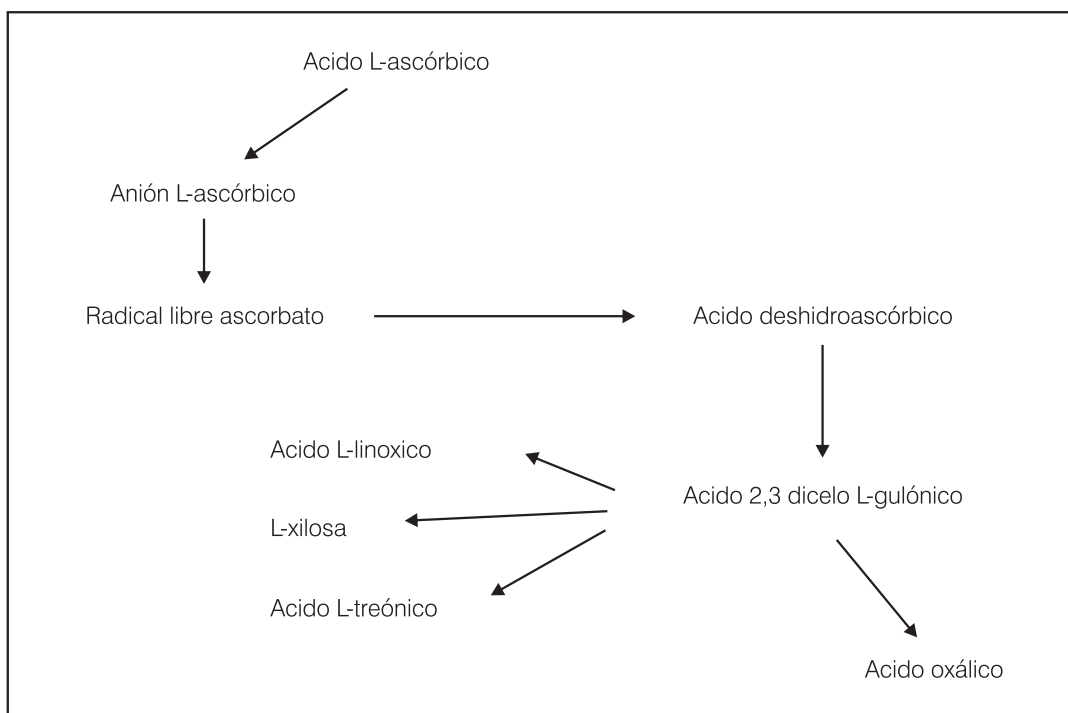 Acido L-ascórbico
Anión L-ascórbico
Radical libre ascorbato
Acido deshidroascórbico
Acido L-linoxico
Acido 2,3 dicelo L-gulónico
L-xilosa
Acido L-treónico
Acido oxálico